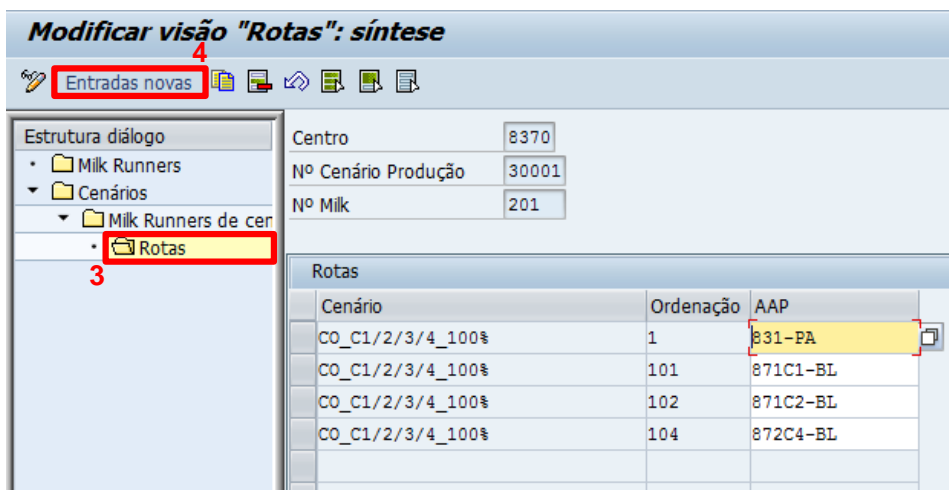 Modificar visão "Rotas": síntese
4
Entradas novas
Estrutura diálogo
Milk Runners
Cenários
Milk Runners de cen
Rotas
3
Centro 8370
Nº Cenário Produção 30001
Nº Milk 201
Rotas
Cenário Ordenação AAP
CO_C1/2/3/4_100% 1 831-PA
CO_C1/2/3/4_100% 101 871C1-BL
CO_C1/2/3/4_100% 102 871C2-BL
CO_C1/2/3/4_100% 104 872C4-BL